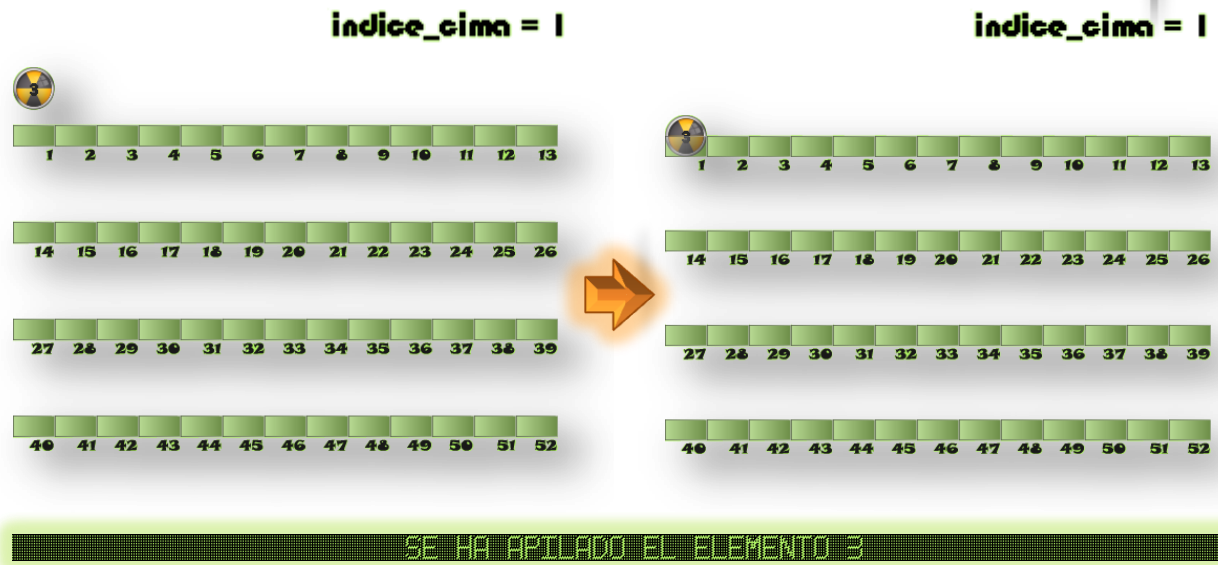 indice_cima = 1
indice_cima = 1
3
1 2 3 4 5 6 7 8 9 10 11 12 13
14 15 16 17 18 19 20 21 22 23 24 25 26
27 28 29 30 31 32 33 34 35 36 37 38 39
40 41 42 43 44 45 46 47 48 49 50 51 52
3
1 2 3 4 5 6 7 8 9 10 11 12 13
14 15 16 17 18 19 20 21 22 23 24 25 26
27 28 29 30 31 32 33 34 35 36 37 38 39
40 41 42 43 44 45 46 47 48 49 50 51 52
SE HA APILADO EL ELEMENTO 3